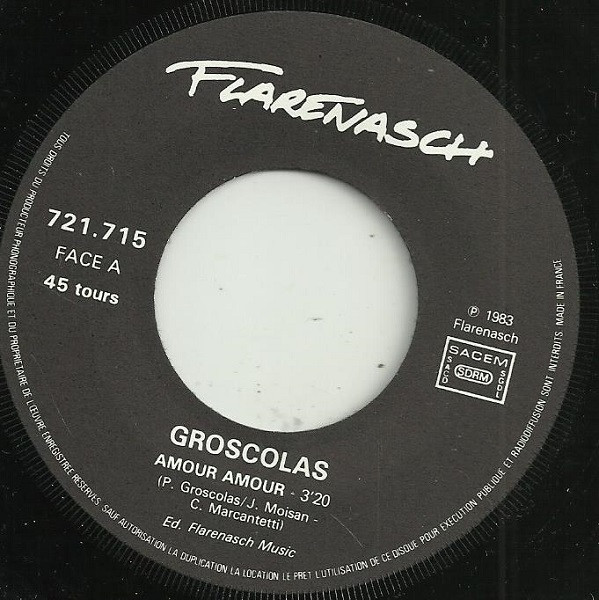 FLARENASCH
721.715
FACE A
45 tours
℗ 1983
Flarenasch
SACEM
SACD
SDRM
SGDL
GROSCOLAS
AMOUR AMOUR - 3'20
(P. Groscolas/J. Moisan -
C. Marcantetti)
Ed. Flarenasch Music
TOUS DROITS DU PRODUCTEUR PHONOGRAPHIQUE ET DU PROPRIETAIRE DE L'ŒUVRE ENREGISTREE RESERVES. SAUF AUTORISATION LA DUPLICATION LA LOCATION LE PRET L'UTILISATION DE CE DISQUE POUR EXECUTION PUBLIQUE ET RADIODIFFUSION SONT INTERDITS. MADE IN FRANCE